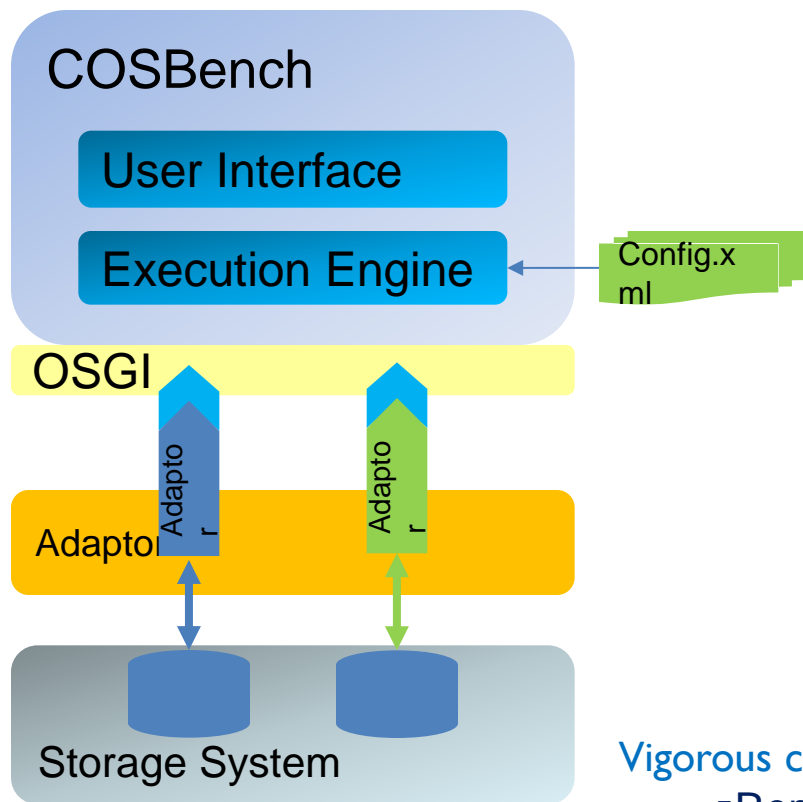 COSBench
User Interface
Execution Engine
Config.x
ml
OSGI
Adapto
r
Adapto
r
Adaptor
Storage System
Vigorous c